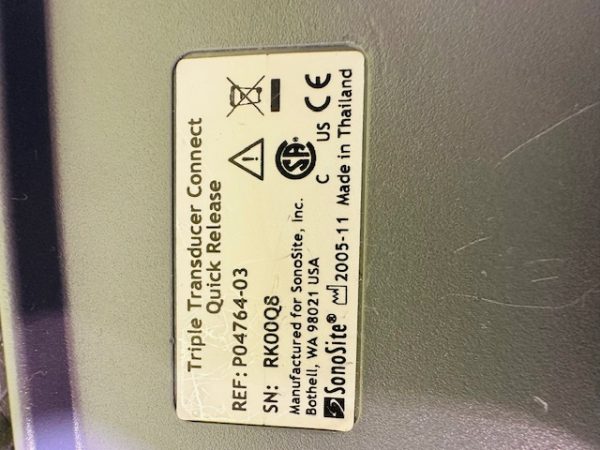 Triple Transducer Connect
Quick Release
REF: P04764-03
SN: RK00Q8
Manufactured for SonoSite, Inc.
Bothell, WA 98021 USA
SonoSite® 2005-11 Made in Thailand
SA®
C US CE